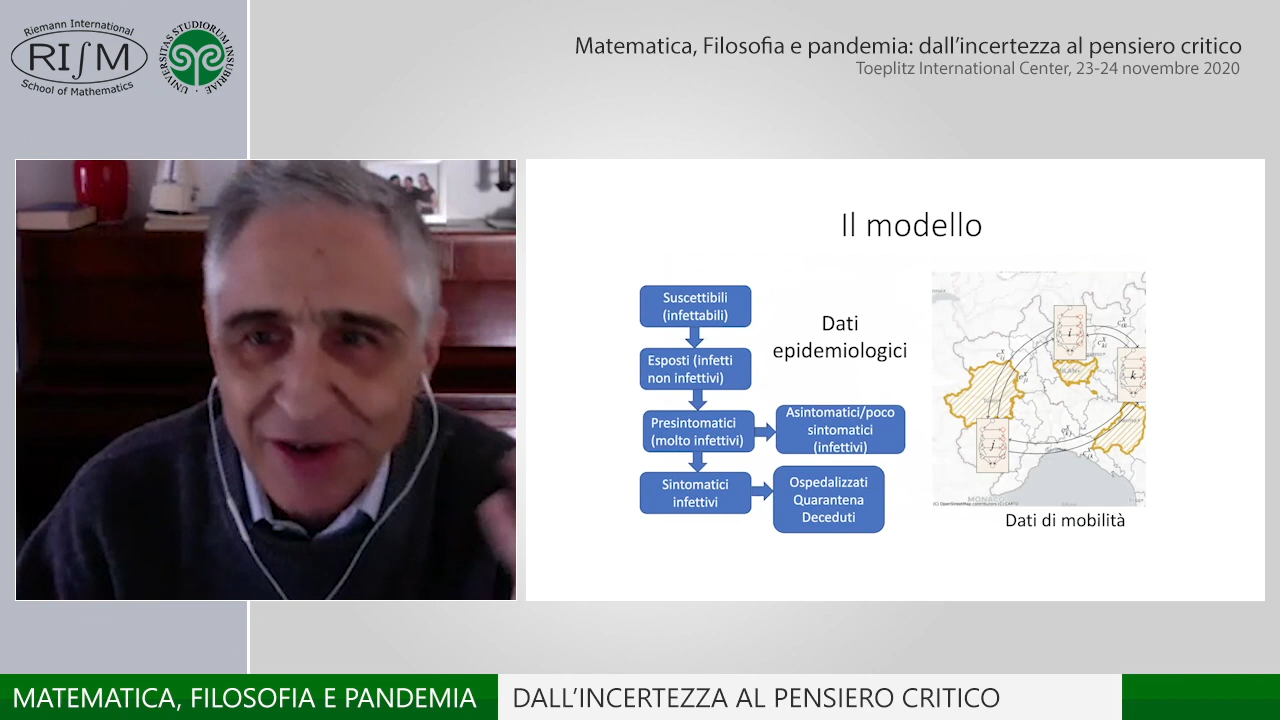 Riemann International
RI∫M
School of Mathematics
UNIVERSITAS STUDIORUM INSUBRIAE
Matematica, Filosofia e pandemia: dall'incertezza al pensiero critico
Toeplitz International Center, 23-24 novembre 2020
Il modello
Suscettibili
(infettabili)
Esposti (infetti
non infettivi)
Presintomatici
(molto infettivi)
Sintomatici
infettivi
Asintomatici/poco
sintomatici
(infettivi)
Ospedalizzati
Quarantena
Deceduti
Dati
epidemiologici
i
k
j
MONACO
Dati di mobilità
MATEMATICA, FILOSOFIA E PANDEMIA
DALL'INCERTEZZA AL PENSIERO CRITICO